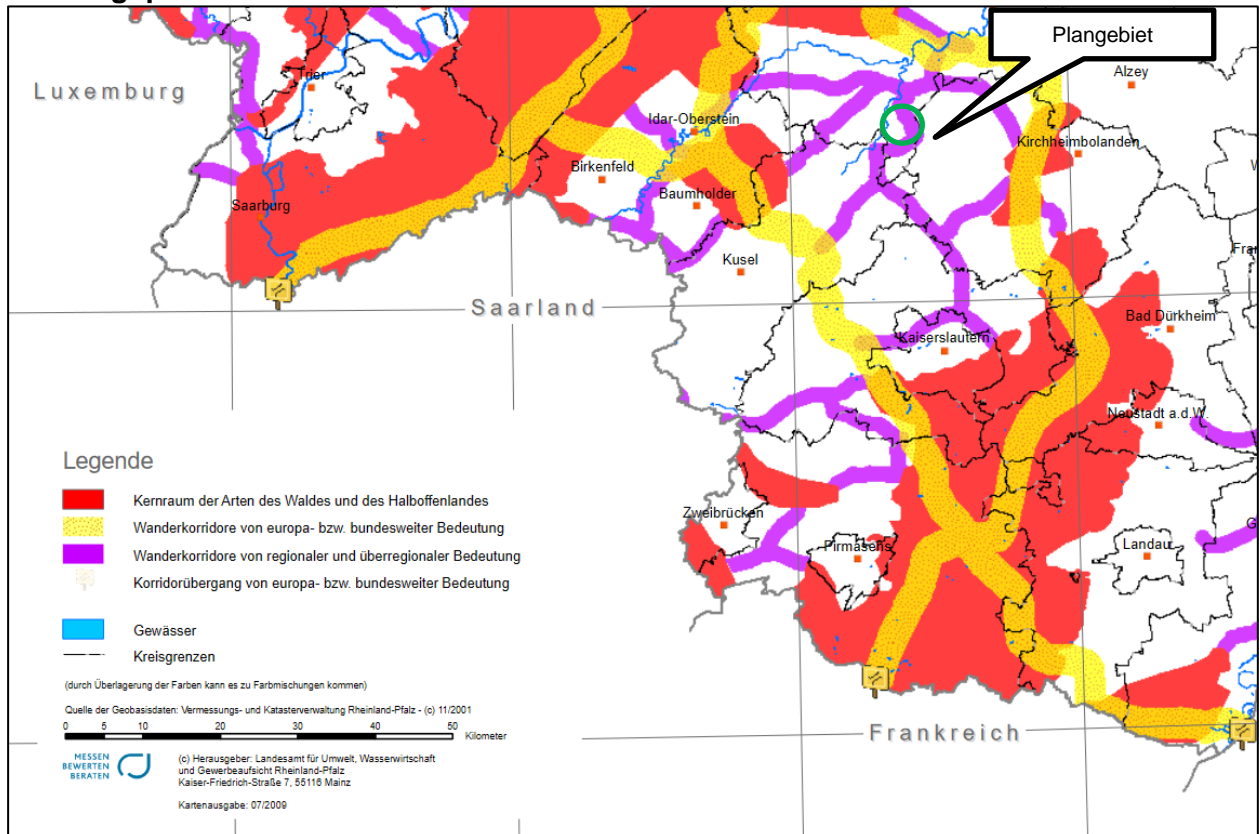 Plangebiet
Alzey
Trier
Luxemburg
Idar-Oberstein
Kirchheimbolanden
Birkenfeld
Baumholder
Saarburg
Kusel
Saarland
Bad Dürkheim
Kaiserslautern
Neustadt a.d.W.
Zweibrücken
Pirmasens
Landau
Frankreich
Legende
Kernraum der Arten des Waldes und des Halboffenlandes
Wanderkorridore von europa- bzw. bundesweiter Bedeutung
Wanderkorridore von regionaler und überregionaler Bedeutung
Korridorübergang von europa- bzw. bundesweiter Bedeutung
Gewässer
Kreisgrenzen
(durch Überlagerung der Farben kann es zu Farbmischungen kommen)
Quelle der Geobasisdaten: Vermessungs- und Katasterverwaltung Rheinland-Pfalz - (c) 11/2001
0 5 10 20 30 40 50
Kilometer
MESSEN
BEWERTEN
BERATEN
(c) Herausgeber: Landesamt für Umwelt, Wasserwirtschaft
und Gewerbeaufsicht Rheinland-Pfalz
Kaiser-Friedrich-Straße 7, 55116 Mainz
Kartenausgabe: 07/2009